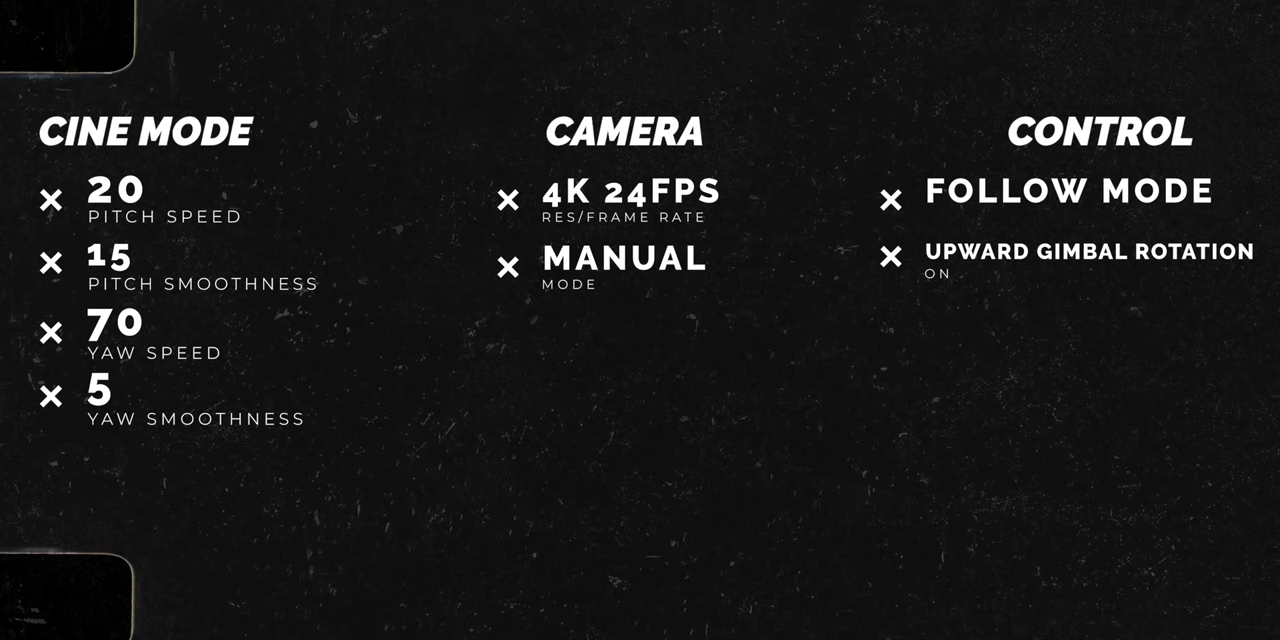 CINE MODE
× 20
PITCH SPEED
× 15
PITCH SMOOTHNESS
× 70
YAW SPEED
× 5
YAW SMOOTHNESS
CAMERA
× 4K 24FPS
RES/FRAME RATE
× MANUAL
MODE
CONTROL
× FOLLOW MODE
× UPWARD GIMBAL ROTATION
ON